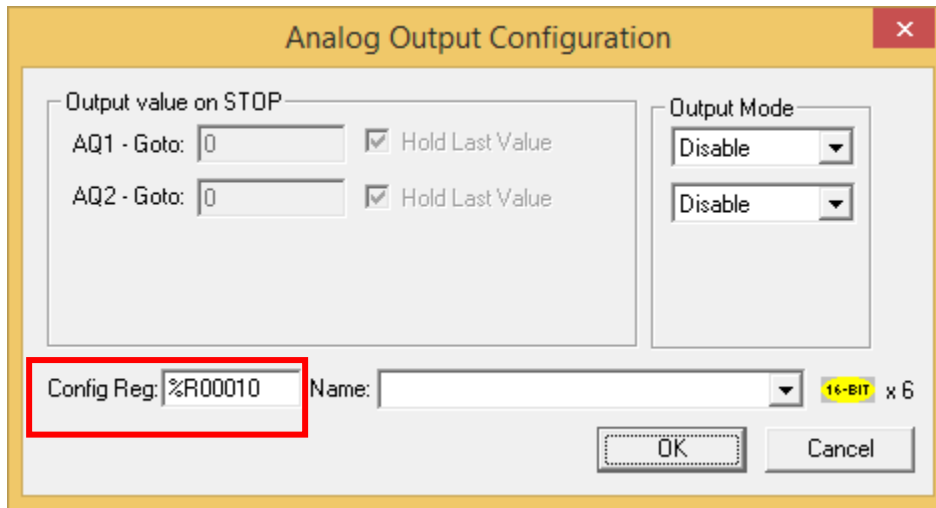 Analog Output Configuration
Output value on STOP
Output Mode
AQ1 - Goto: 0 Hold Last Value Disable
AQ2 - Goto: 0 Hold Last Value Disable
Config Reg: %R00010 Name: 16-BIT x 6
OK Cancel